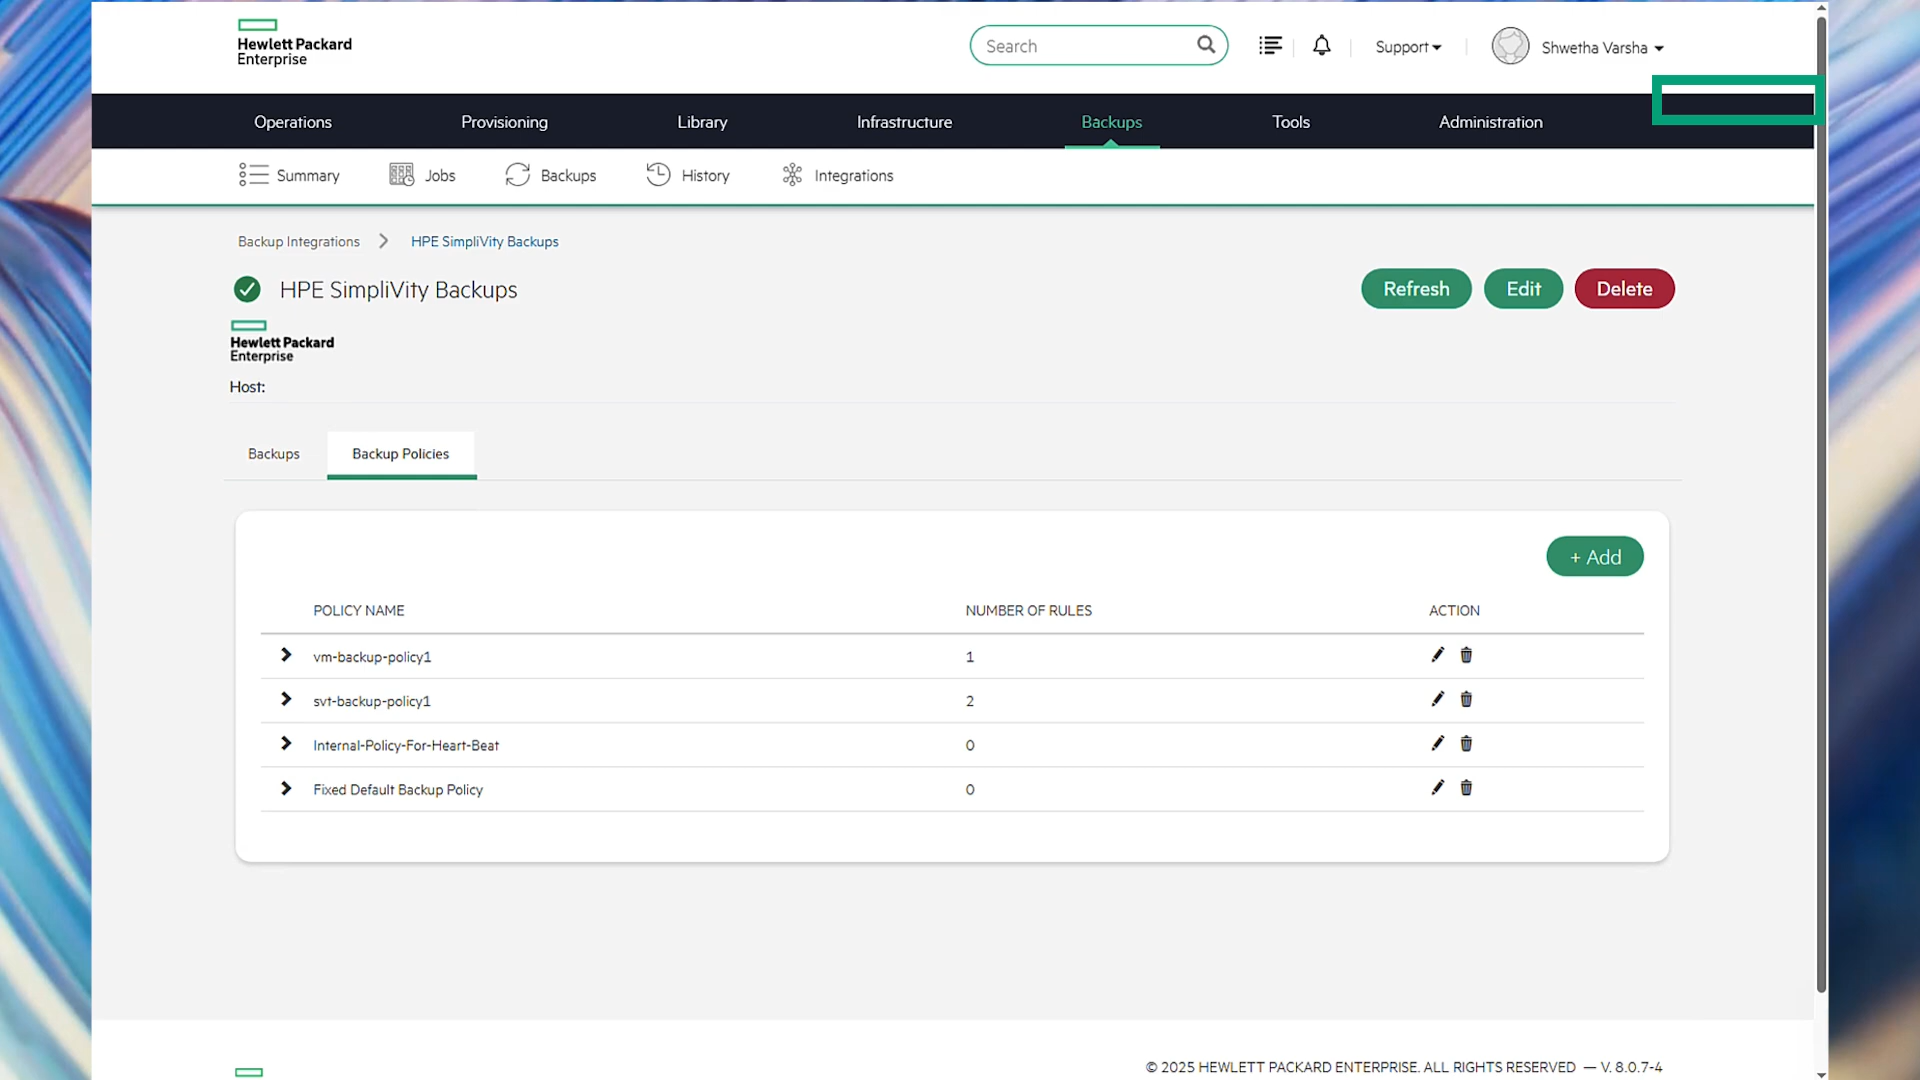 Hewlett Packard
Enterprise
Search
Support
Shwetha Varsha
Operations
Provisioning
Library
Infrastructure
Backups
Tools
Administration
Summary
Jobs
Backups
History
Integrations
Backup Integrations
HPE SimpliVity Backups
HPE SimpliVity Backups
Refresh
Edit
Delete
Hewlett Packard
Enterprise
Host:
Backups
Backup Policies
+ Add
POLICY NAME NUMBER OF RULES ACTION
vm-backup-policy1 1
svt-backup-policy1 2
Internal-Policy-For-Heart-Beat 0
Fixed Default Backup Policy 0
© 2025 HEWLETT PACKARD ENTERPRISE. ALL RIGHTS RESERVED — V. 8.0.7-4